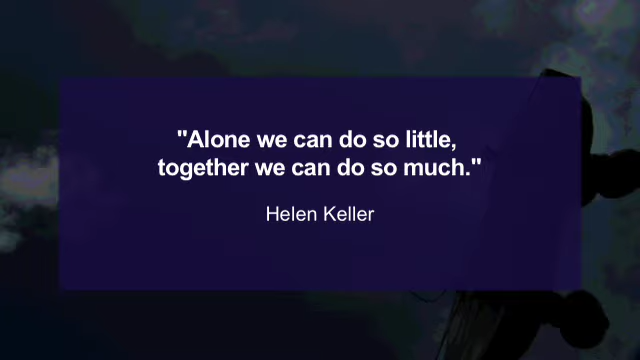 "Alone we can do so little,
together we can do so much."
Helen Keller